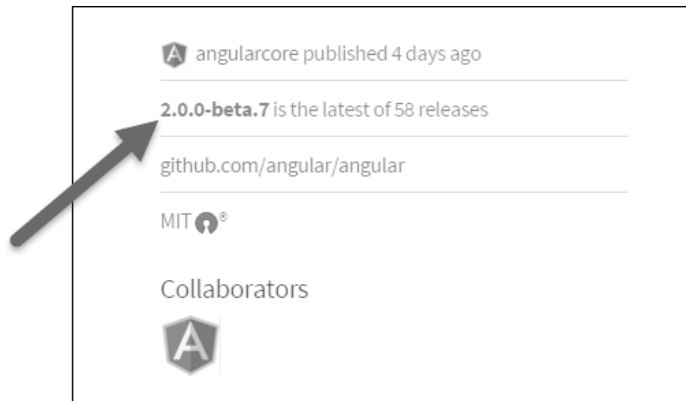 angularcore published 4 days ago
2.0.0-beta.7 is the latest of 58 releases
github.com/angular/angular
MIT ®
Collaborators